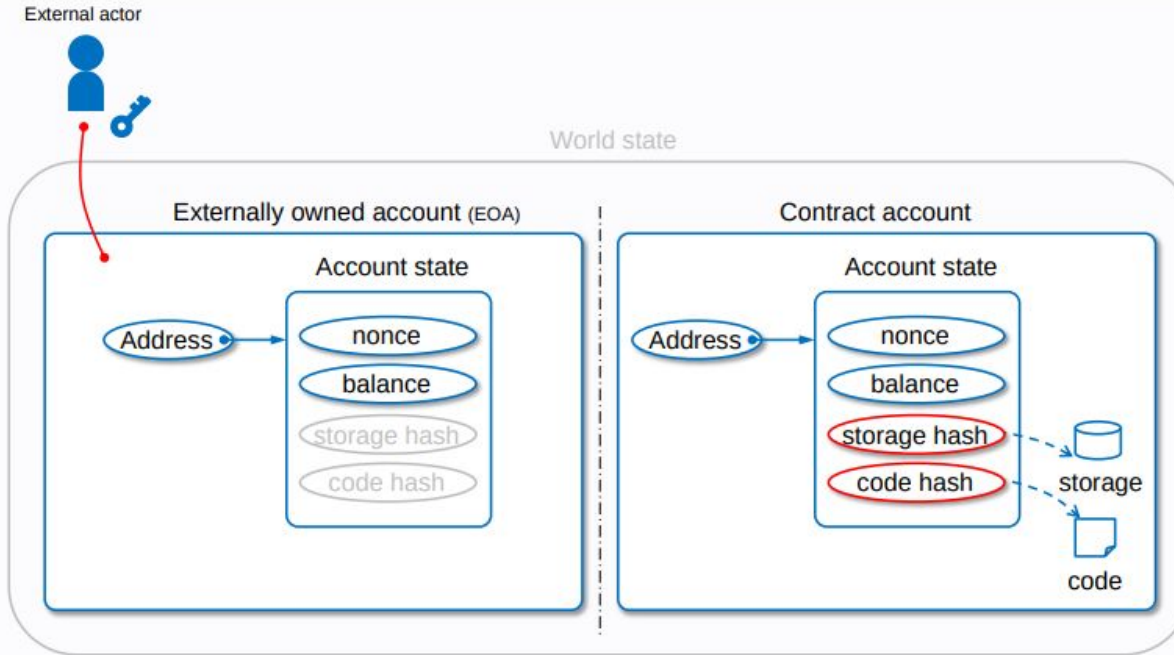 External actor
World state
Externally owned account (EOA)
Account state
Address
nonce
balance
storage hash
code hash
Contract account
Account state
Address
nonce
balance
storage hash
code hash
storage
code